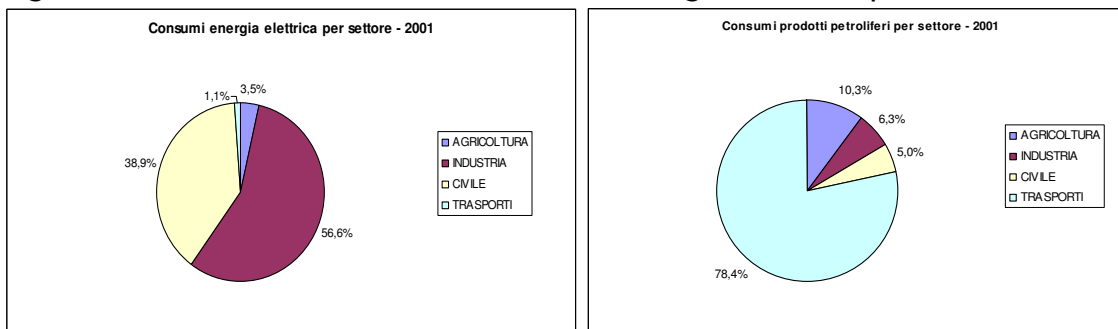 Consumi energia elettrica per settore - 2001
1,1%
3,5%
38,9%
56,6%
AGRICOLTURA
INDUSTRIA
CIVILE
TRASPORTI
Consumi prodotti petroliferi per settore - 2001
10,3%
6,3%
5,0%
78,4%
AGRICOLTURA
INDUSTRIA
CIVILE
TRASPORTI